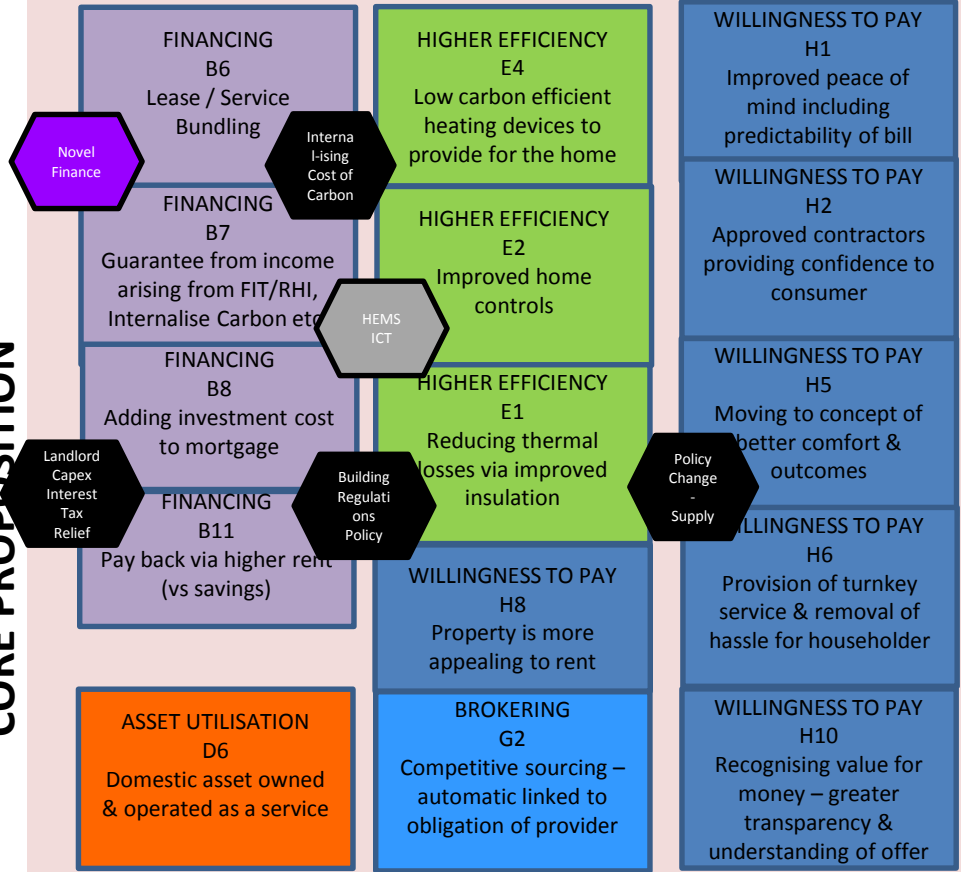 CORE PROPOSITION
FINANCING
B6
Lease / Service
Bundling
Novel
Finance
FINANCING
B7
Guarantee from income
arising from FIT/RHI,
Internalise Carbon etc
FINANCING
B8
Adding investment cost
to mortgage
Landlord
Capex
Interest
Tax
Relief
FINANCING
B11
Pay back via higher rent
(vs savings)
ASSET UTILISATION
D6
Domestic asset owned
& operated as a service
Interna
l-ising
Cost of
Carbon
HIGHER EFFICIENCY
E4
Low carbon efficient
heating devices to
provide for the home
HIGHER EFFICIENCY
E2
Improved home
controls
HEMS
ICT
HIGHER EFFICIENCY
E1
Reducing thermal
losses via improved
insulation
Building
Regulati
ons
Policy
WILLINGNESS TO PAY
H8
Property is more
appealing to rent
BROKERING
G2
Competitive sourcing –
automatic linked to
obligation of provider
WILLINGNESS TO PAY
H1
Improved peace of
mind including
predictability of bill
WILLINGNESS TO PAY
H2
Approved contractors
providing confidence to
consumer
WILLINGNESS TO PAY
H5
Moving to concept of
better comfort &
outcomes
Policy
Change
-
Supply
WILLINGNESS TO PAY
H6
Provision of turnkey
service & removal of
hassle for householder
WILLINGNESS TO PAY
H10
Recognising value for
money – greater
transparency &
understanding of offer